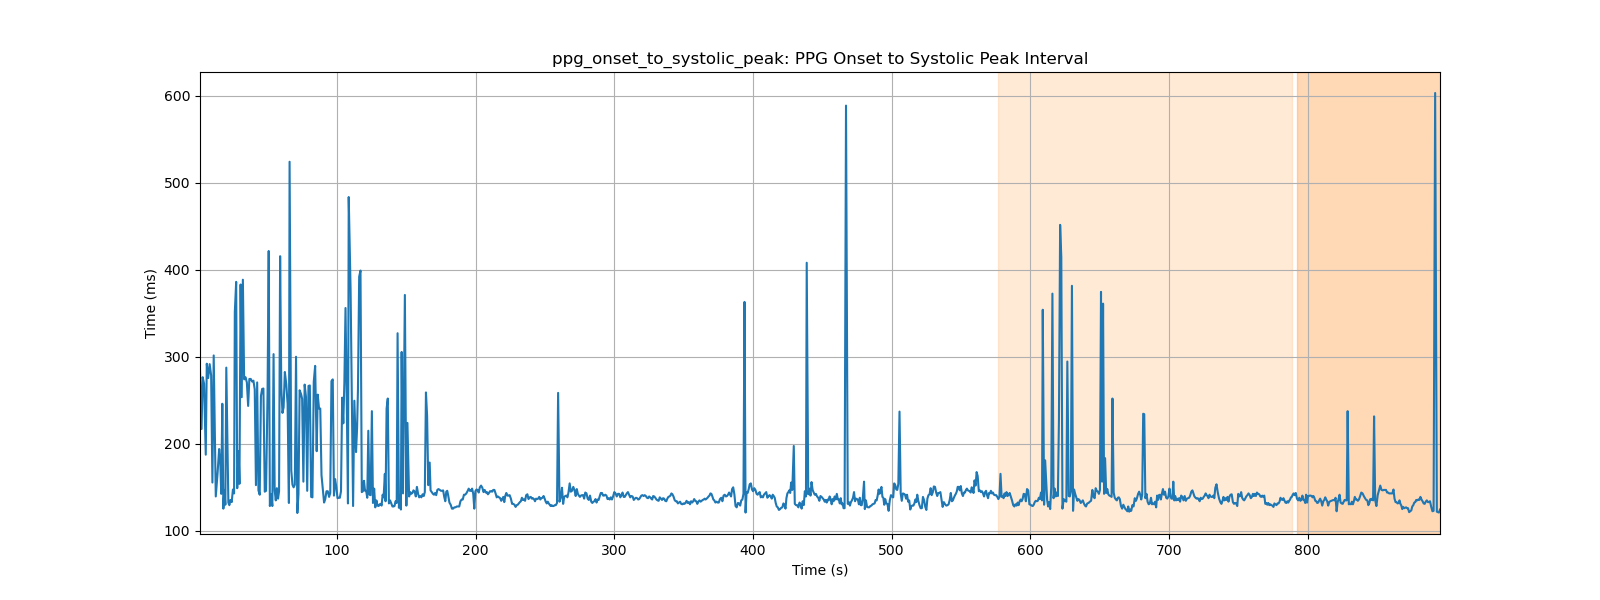 ppg_onset_to_systolic_peak: PPG Onset to Systolic Peak Interval
600
500
400
300
200
100
Time (ms)
100 200 300 400 500 600 700 800
Time (s)